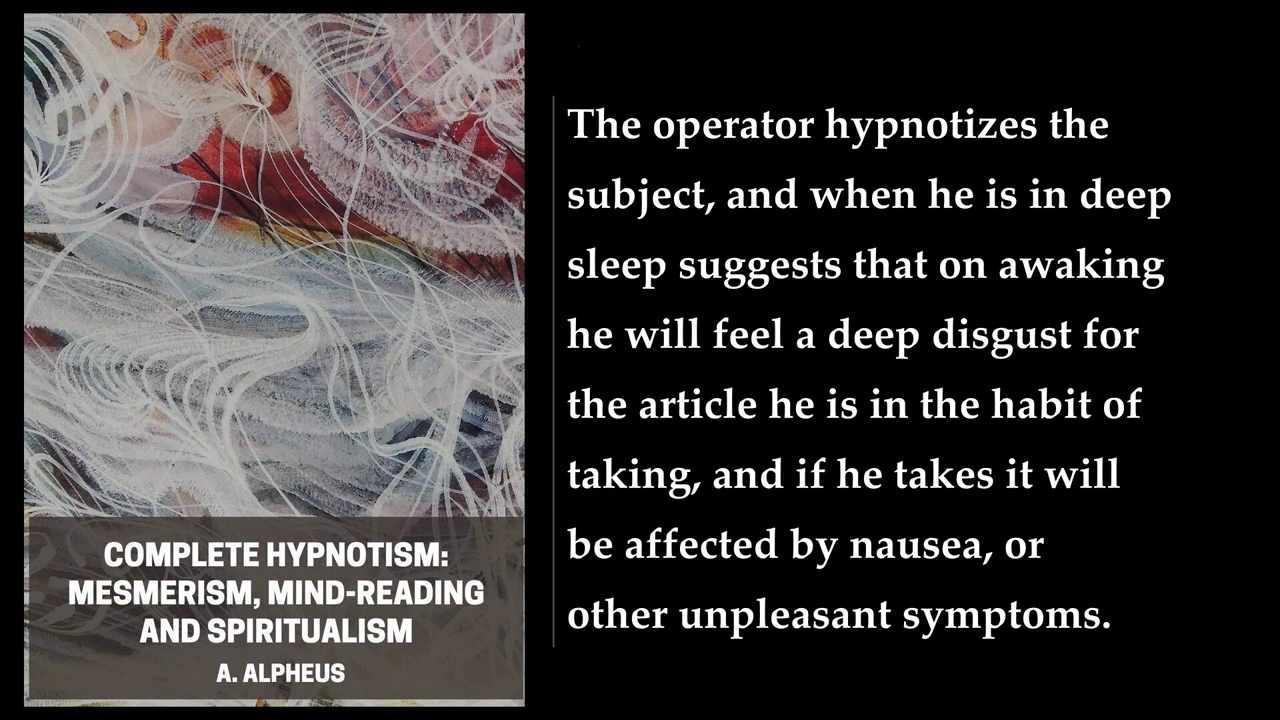 COMPLETE HYPNOTISM:
MESMERISM, MIND-READING
AND SPIRITUALISM
A. ALPHEUS
The operator hypnotizes the
subject, and when he is in deep
sleep suggests that on awaking
he will feel a deep disgust for
the article he is in the habit of
taking, and if he takes it will
be affected by nausea, or
other unpleasant symptoms.